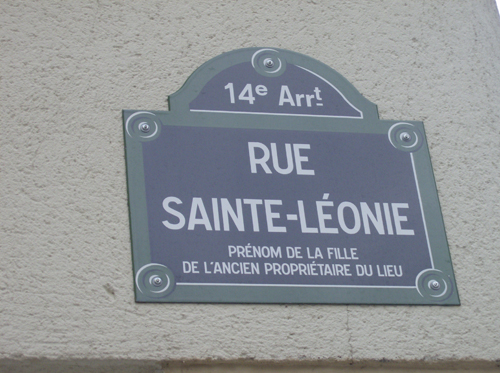 14e Arrt
RUE
SAINTE-LÉONIE
PRÉNOM DE LA FILLE
DE L'ANCIEN PROPRIÉTAIRE DU LIEU